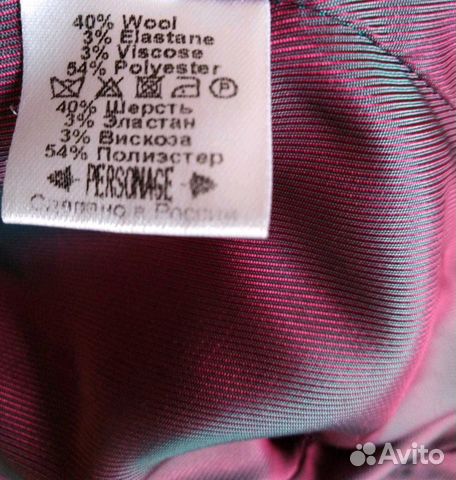 40% Wool
3% Elastane
3% Viscose
54% Polyester
P
40% Шерсть
3% Эластан
3% Вискоза
54% Полиэстер
PERSONAGE
Сделано в России
Avito